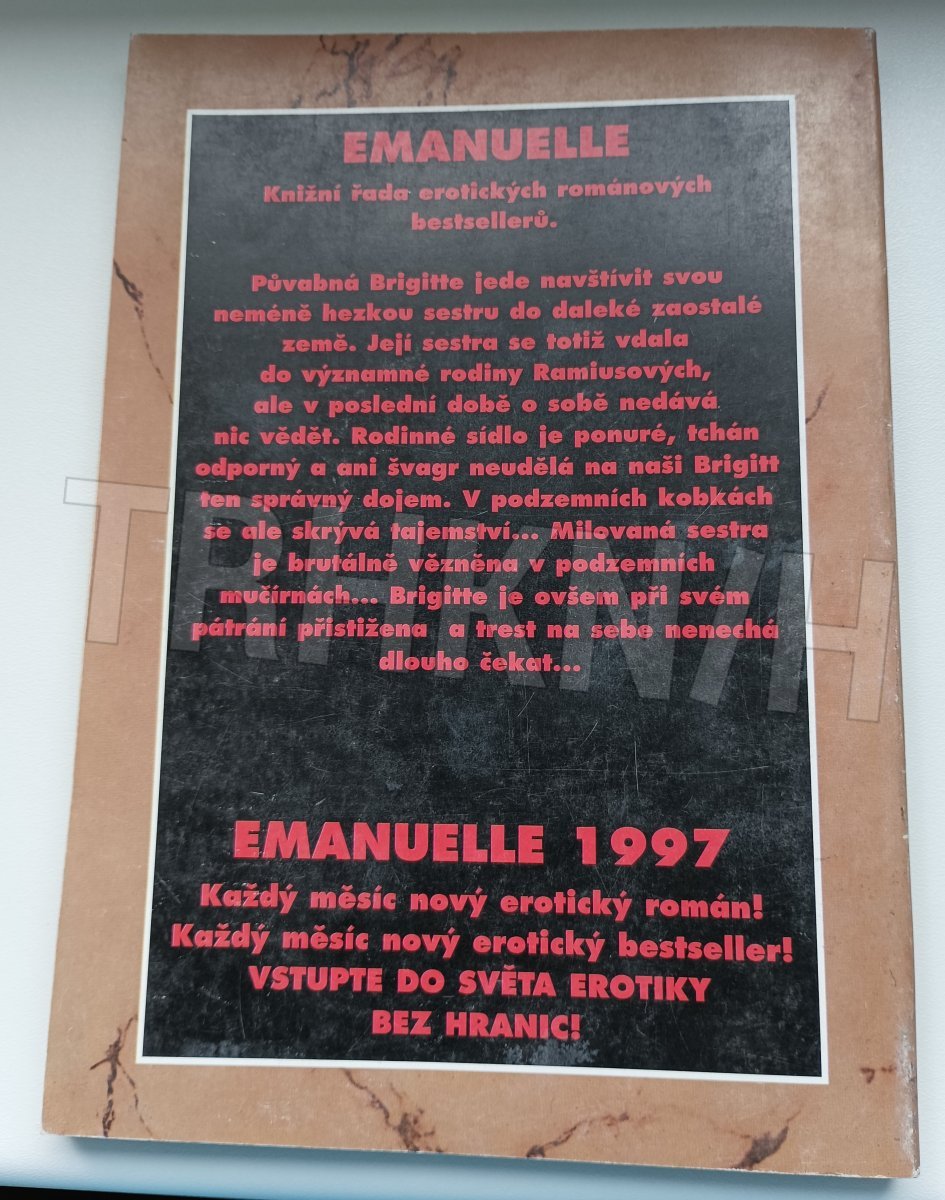 EMANUELLE
Knižní řada erotických románových
bestsellerů.
Půvabná Brigitte jede navštívit svou
neméně hezkou sestru do daleké zaostalé
země. Její sestra se totiž vdala
do významné rodiny Ramiusových,
ale v poslední době o sobě nedává
nic vědět. Rodinné sídlo je ponuré, tchán
odporný a ani švagr neudělá na naši Brigitt
ten správný dojem. V podzemních kobkách
se ale skrývá tajemství... Milovaná sestra
je brutálně vězněna v podzemních
mučírnách... Brigitte je ovšem při svém
pátrání přistižena a trest na sebe nenechá
dlouho čekat...
TRHKN/H
EMANUELLE 1997
Každý měsíc nový erotický román!
Každý měsíc nový erotický bestseller!
VSTUPTE DO SVĚTA EROTIKY
BEZ HRANIC!